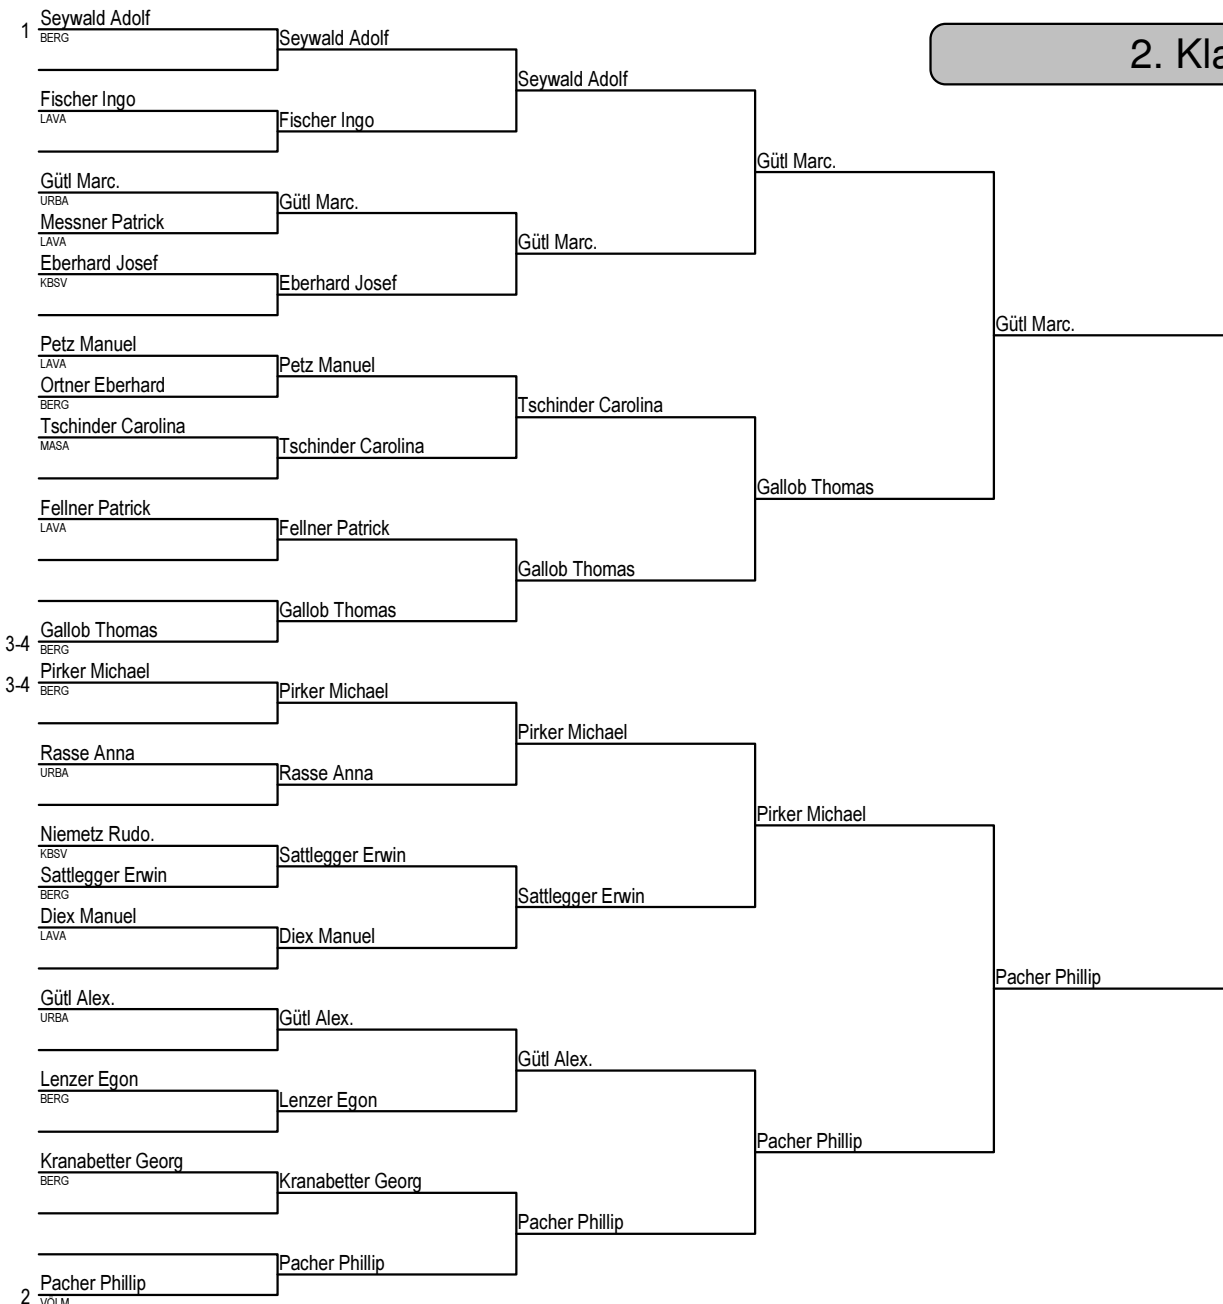 Seywald Adolf
1
BERG
Seywald Adolf
2. Kla
Seywald Adolf
Fischer Ingo
LAVA
Fischer Ingo
Gütl Marc.
Gütl Marc.
URBA
Gütl Marc.
Messner Patrick
LAVA
Gütl Marc.
Eberhard Josef
KBSV
Eberhard Josef
Gütl Marc.
Petz Manuel
LAVA
Petz Manuel
Ortner Eberhard
BERG
Tschinder Carolina
Tschinder Carolina
MASA
Tschinder Carolina
Gallob Thomas
Fellner Patrick
LAVA
Fellner Patrick
Gallob Thomas
Gallob Thomas
Gallob Thomas
3-4
BERG
Pirker Michael
3-4
BERG
Pirker Michael
Pirker Michael
Rasse Anna
URBA
Rasse Anna
Pirker Michael
Niemetz Rudo.
KBSV
Sattlegger Erwin
Sattlegger Erwin
BERG
Sattlegger Erwin
Diex Manuel
LAVA
Diex Manuel
Pacher Phillip
Gütl Alex.
URBA
Gütl Alex.
Gütl Alex.
Lenzer Egon
BERG
Lenzer Egon
Pacher Phillip
Kranabetter Georg
BERG
Kranabetter Georg
Pacher Phillip
Pacher Phillip
Pacher Phillip
2
VÖLM